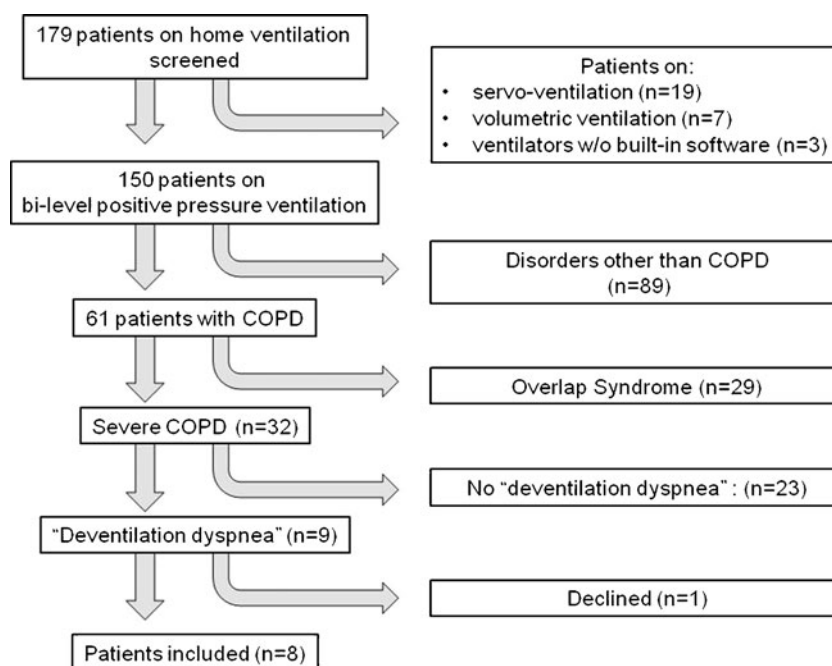 179 patients on home ventilation
screened
Patients on:
• servo-ventilation (n=19)
• volumetric ventilation (n=7)
• ventilators w/o built-in software (n=3)
150 patients on
bi-level positive pressure ventilation
Disorders other than COPD
(n=89)
61 patients with COPD
Overlap Syndrome (n=29)
Severe COPD (n=32)
No “deventilation dyspnea” : (n=23)
“Deventilation dyspnea” (n=9)
Declined (n=1)
Patients included (n=8)